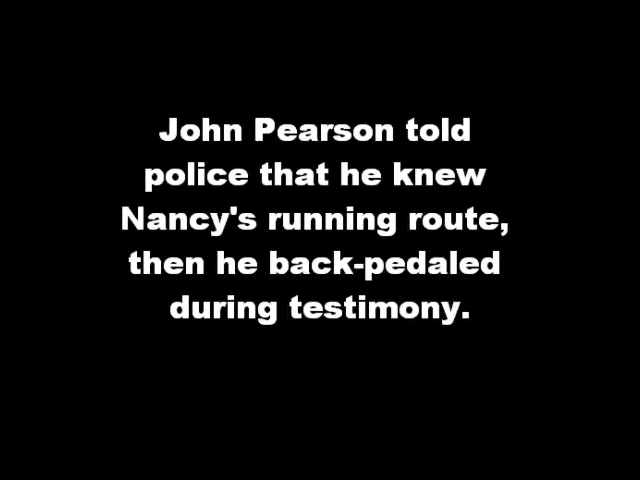 John Pearson told
police that he knew
Nancy's running route,
then he back-pedaled
during testimony.